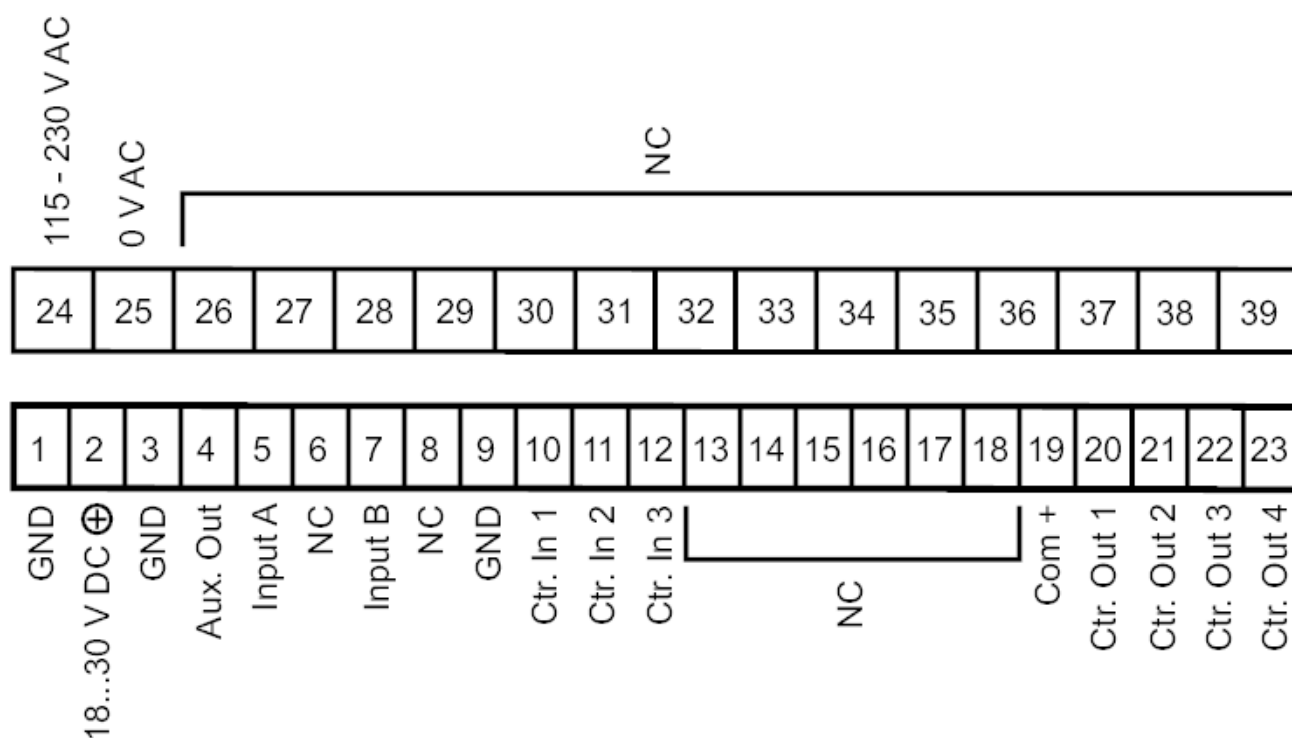 115 - 230 V AC
0 V AC
NC
24 25 26 27 28 29 30 31 32 33 34 35 36 37 38 39
1 2 3 4 5 6 7 8 9 10 11 12 13 14 15 16 17 18 19 20 21 22 23
GND
18...30 V DC ⊕
GND
Aux. Out
Input A
NC
Input B
NC
GND
Ctr. In 1
Ctr. In 2
Ctr. In 3
NC
Com +
Ctr. Out 1
Ctr. Out 2
Ctr. Out 3
Ctr. Out 4